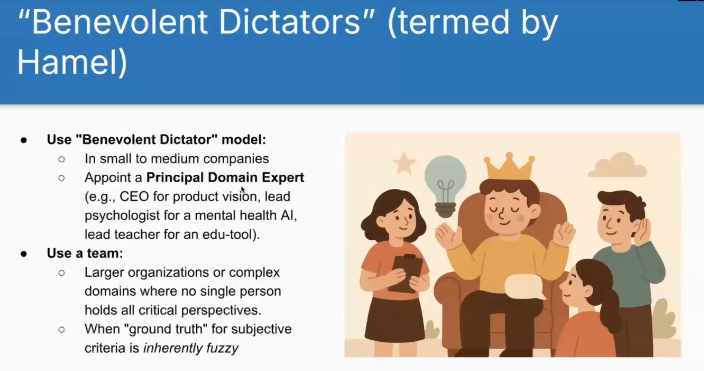 “Benevolent Dictators” (termed by
Hamel)
● Use "Benevolent Dictator" model:
○ In small to medium companies
○ Appoint a Principal Domain Expert
(e.g., CEO for product vision, lead
psychologist for a mental health AI,
lead teacher for an edu-tool).
● Use a team:
○ Larger organizations or complex
domains where no single person
holds all critical perspectives.
○ When "ground truth" for subjective
criteria is inherently fuzzy